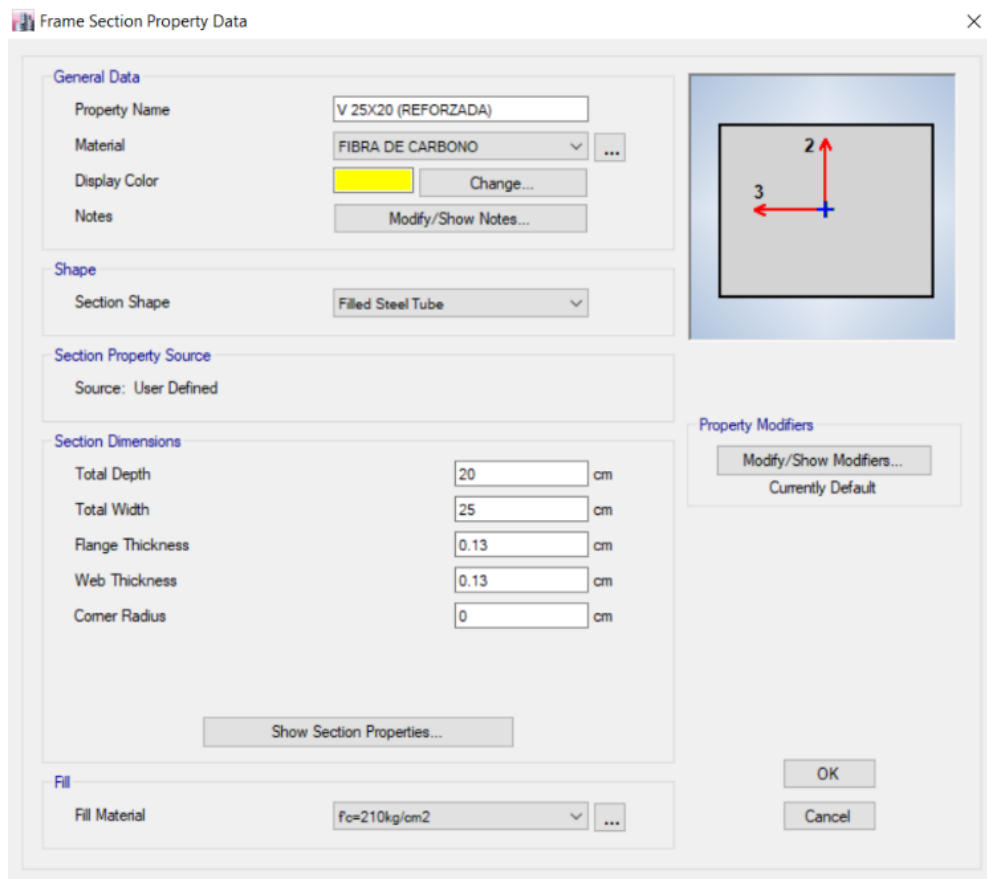 Frame Section Property Data
General Data
Property Name V 25X20 (REFORZADA)
Material FIBRA DE CARBONO ...
Display Color Change...
Notes Modify/Show Notes...
2
3
Shape
Section Shape Filled Steel Tube
Section Property Source
Source: User Defined
Property Modifiers
Modify/Show Modifiers...
Currently Default
Section Dimensions
Total Depth 20 cm
Total Width 25 cm
Flange Thickness 0.13 cm
Web Thickness 0.13 cm
Corner Radius 0 cm
Show Section Properties...
Fill
Fill Material f'c=210kg/cm2 ...
OK
Cancel